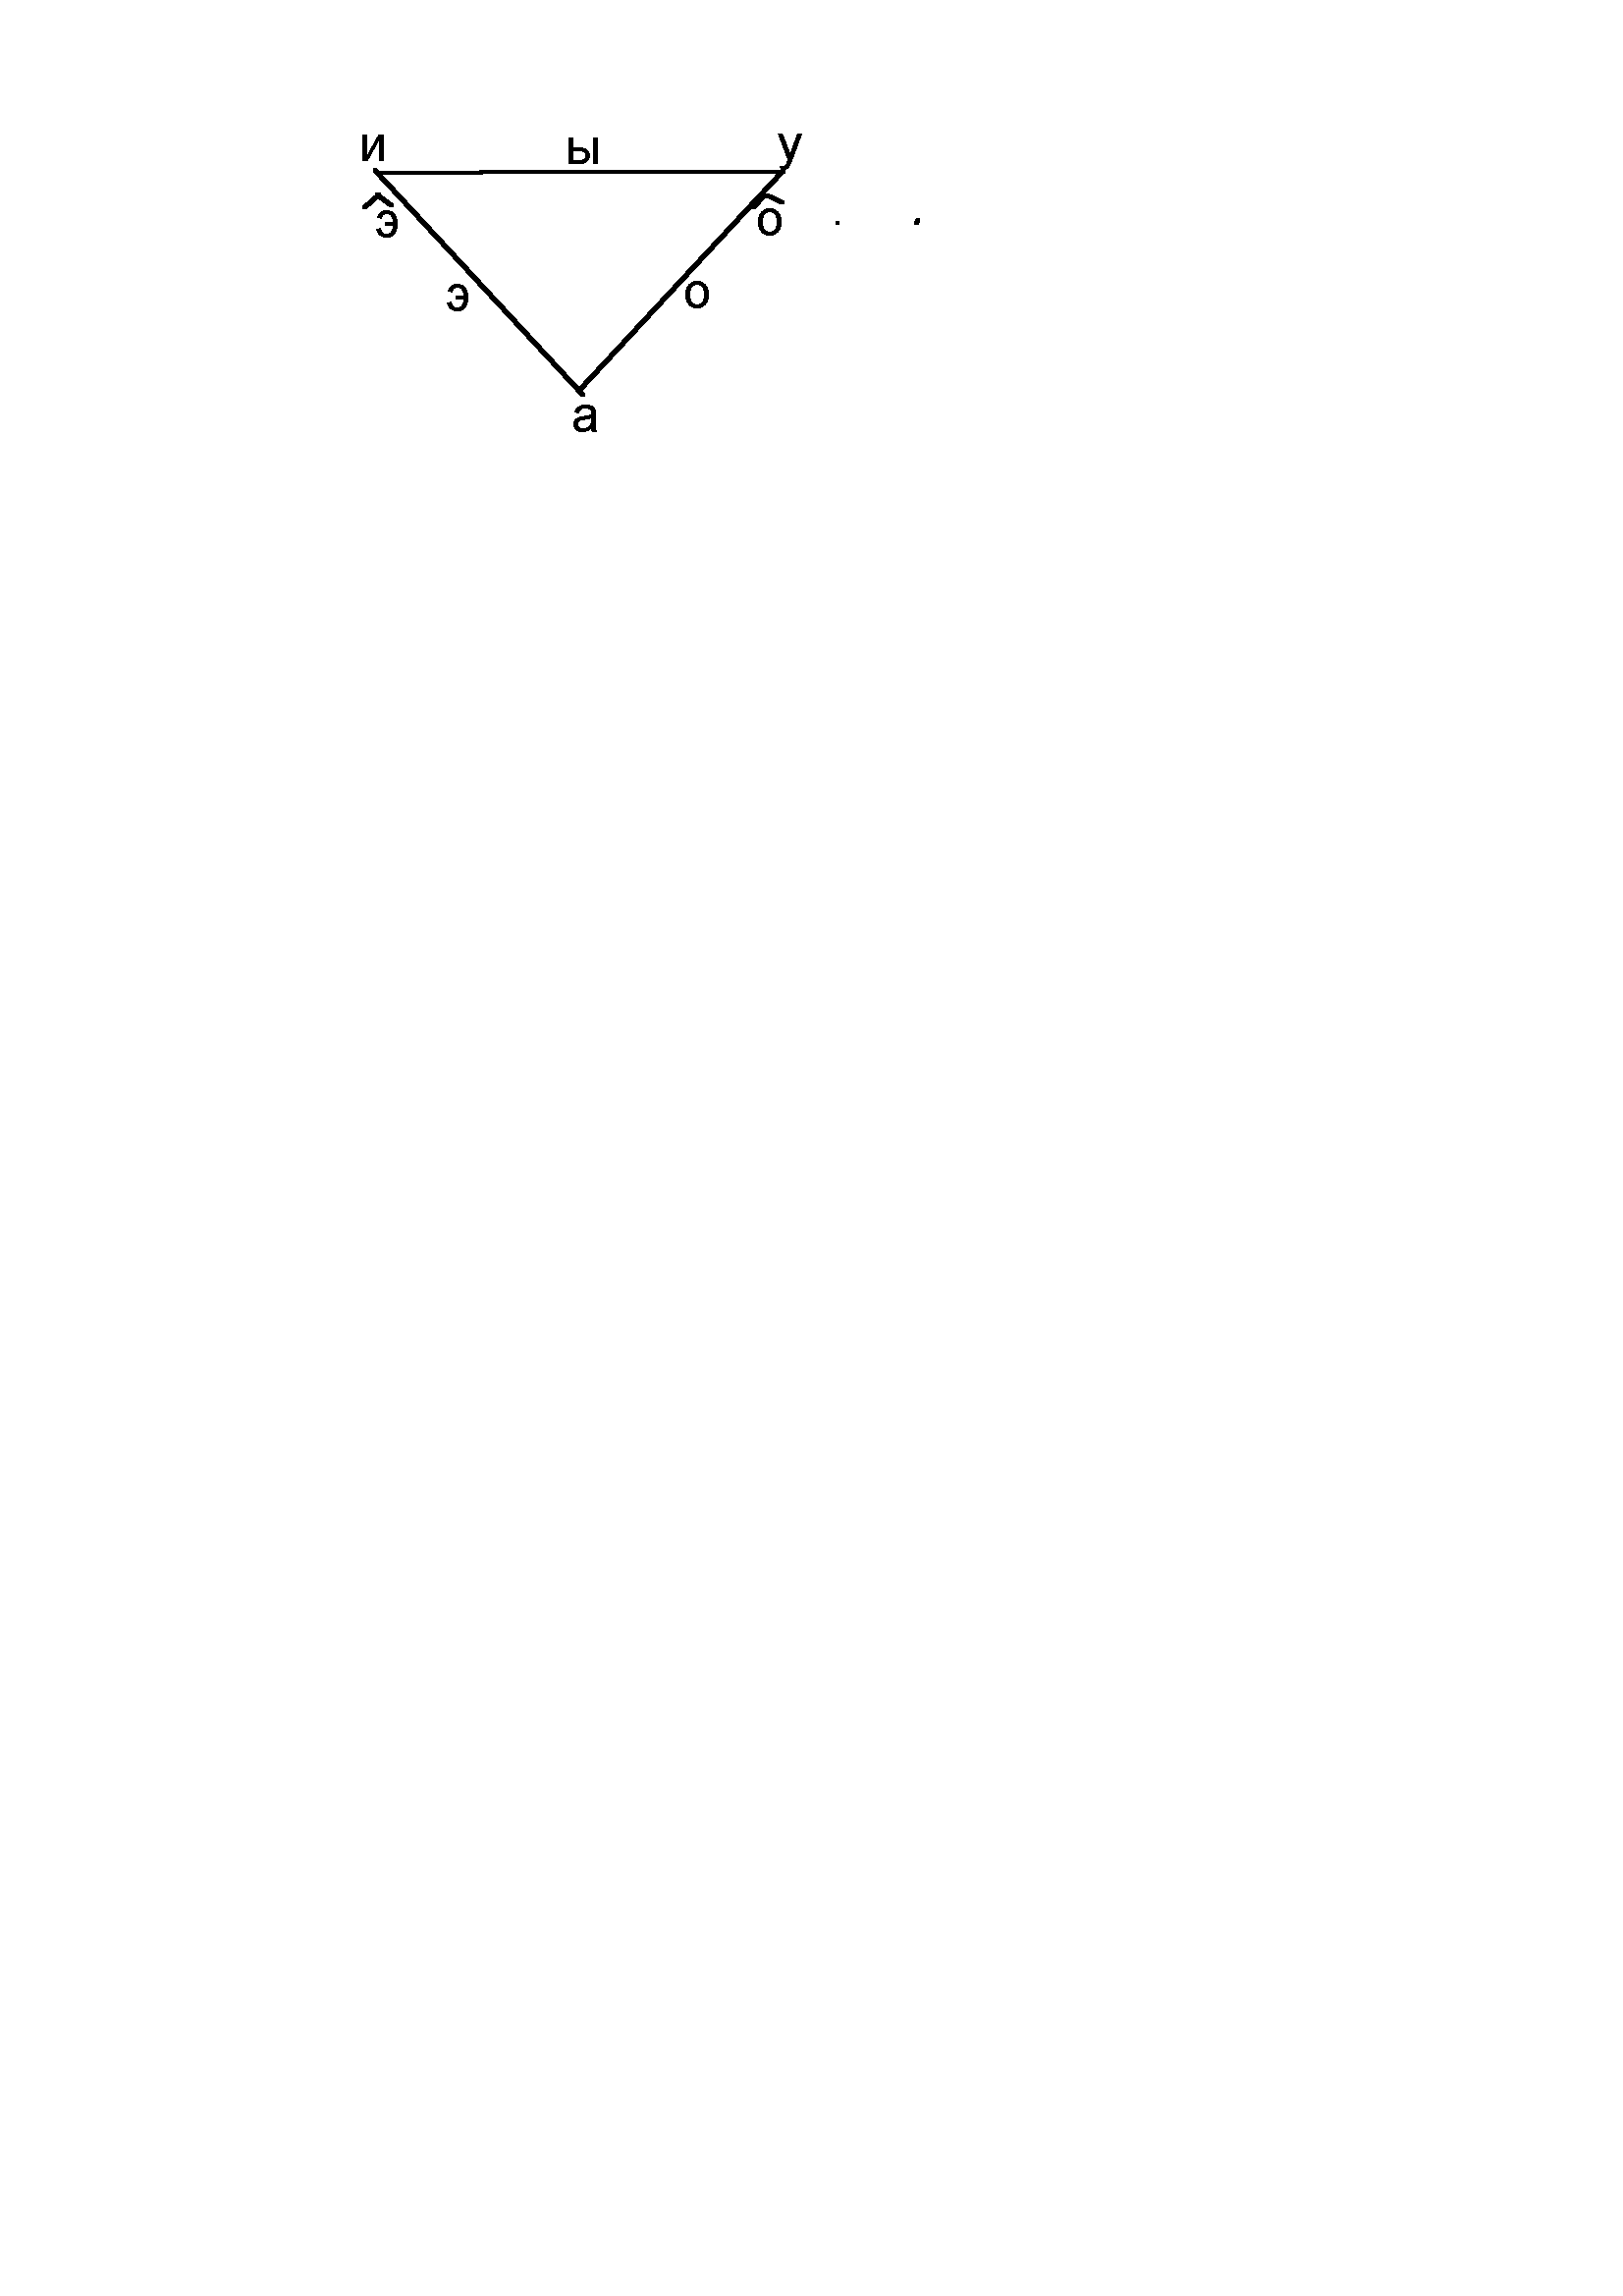 и ы у
э̂ о̂
э о
а